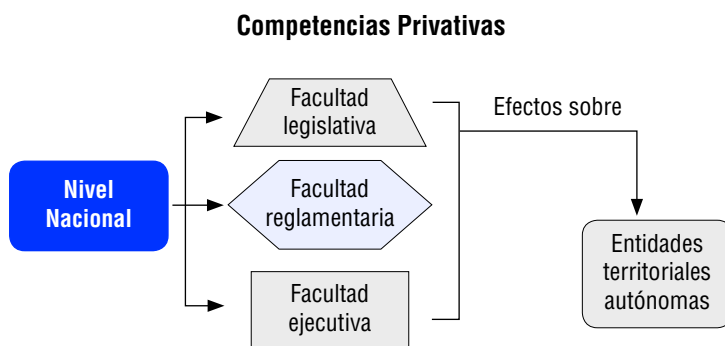 Competencias Privativas
Facultad
legislativa
Efectos sobre
Nivel
Nacional
Facultad
reglamentaria
Entidades
territoriales
autónomas
Facultad
ejecutiva